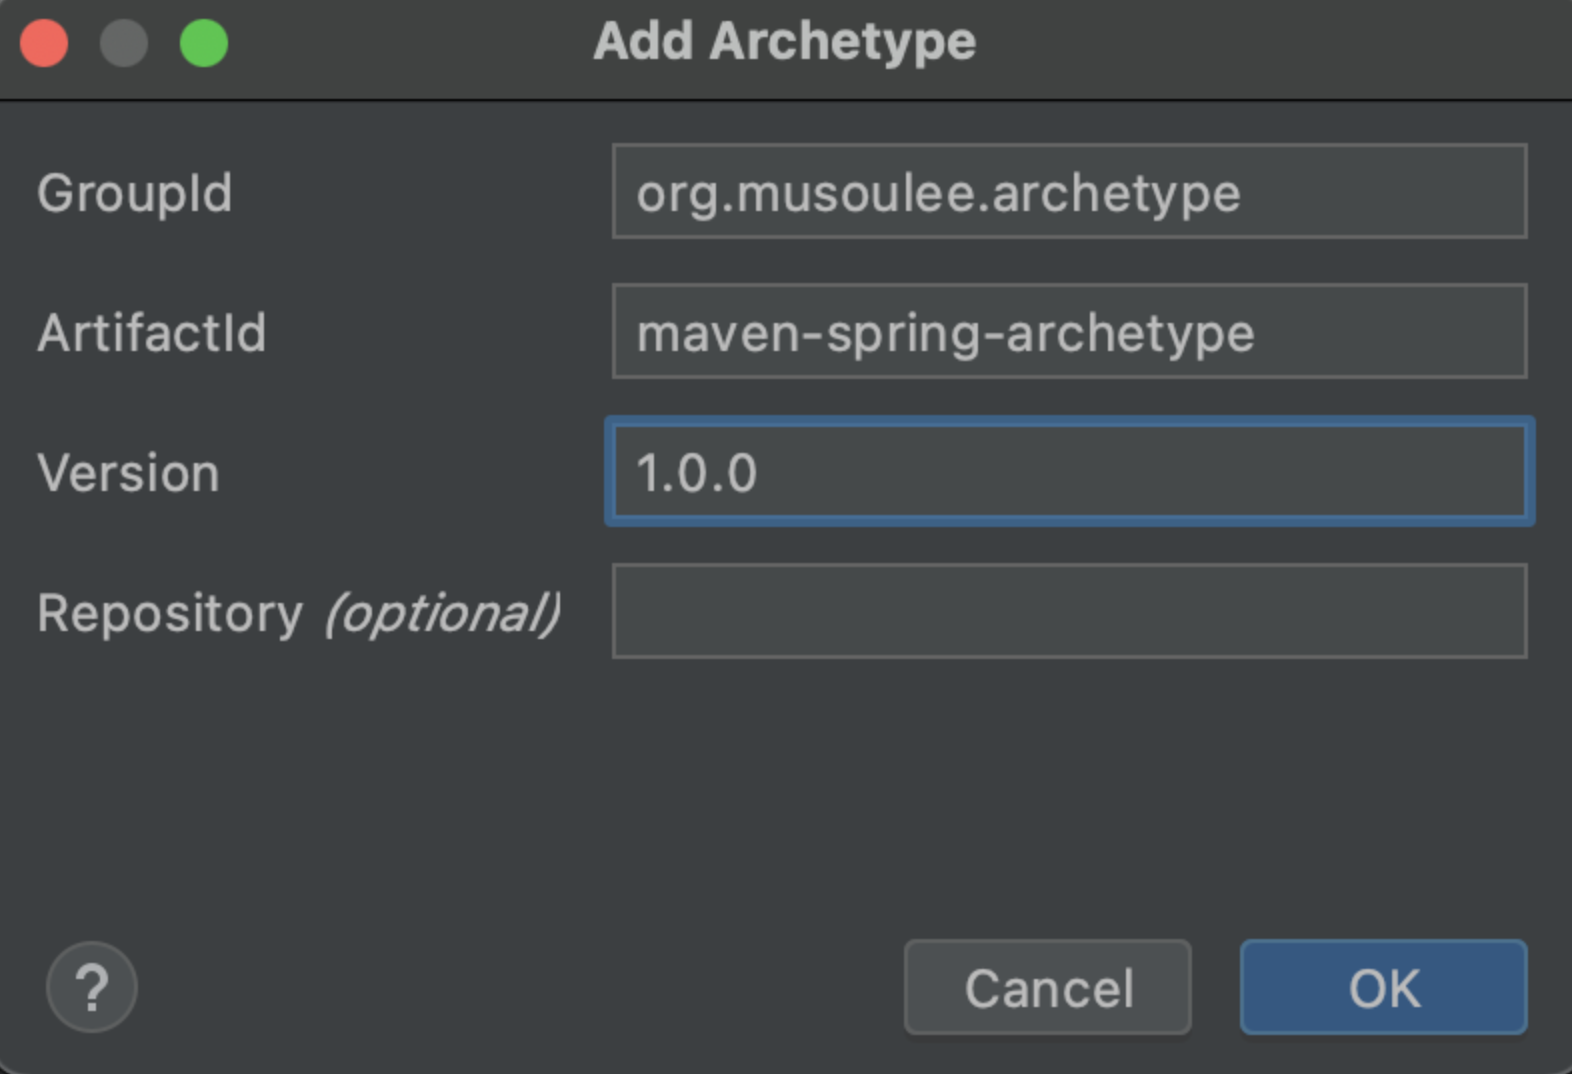 Add Archetype
GroupId org.musoulee.archetype
ArtifactId maven-spring-archetype
Version 1.0.0
Repository (optional)
? Cancel OK